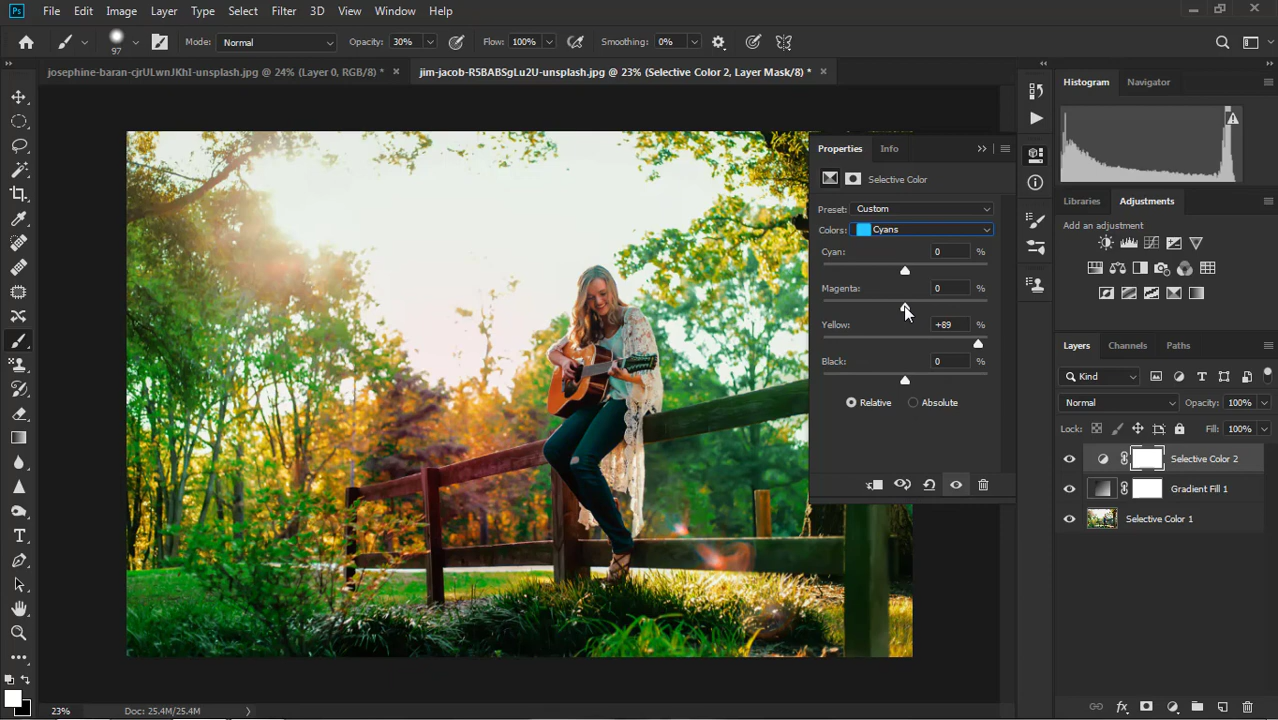 Ps File Edit Image Layer Type Select Filter 3D View Window Help
97 Mode: Normal Opacity: 30% Flow: 100% Smoothing: 0%
josephine-baran-cjrULWnJKhI-unsplash.jpg @ 24% (Layer 0, RGB/8) * × jim-jacob-R5BABSgLu2U-unsplash.jpg @ 23% (Selective Color 2, Layer Mask/8) * ×
Histogram Navigator
Properties Info
Selective Color
Preset: Custom
Colors: Cyans
Cyan: 0 %
Magenta: 0 %
Yellow: +89 %
Black: 0 %
Relative Absolute
Libraries Adjustments
Add an adjustment
Layers Channels Paths
Kind
Normal Opacity: 100%
Lock: Fill: 100%
Selective Color 2
Gradient Fill 1
Selective Color 1
23% Doc: 25.4M/25.4M